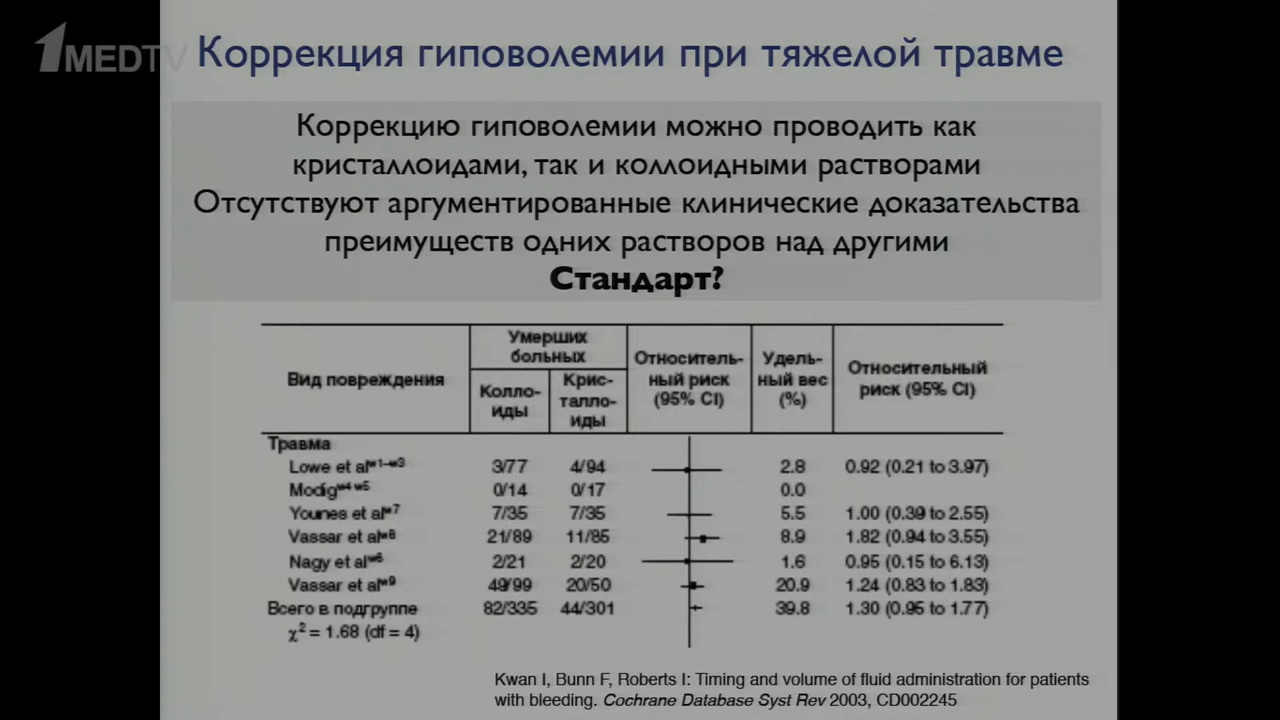 1MEDTV
Коррекция гиповолемии при тяжелой травме
Коррекцию гиповолемии можно проводить как
кристаллоидами, так и коллоидными растворами
Отсутствуют аргументированные клинические доказательства
преимуществ одних растворов над другими
Стандарт?
Вид повреждения
Умерших
больных
Колло-
иды
Крис-
талло-
иды
Относитель-
ный риск
(95% CI)
Удель-
ный вес
(%)
Относительный
риск (95% CI)
Травма
Lowe et al w1–w3 3/77 4/94 2.8 0.92 (0.21 to 3.97)
Modig w4 w5 0/14 0/17 0.0
Younes et al w7 7/35 7/35 5.5 1.00 (0.39 to 2.55)
Vassar et al w8 21/89 11/85 8.9 1.82 (0.94 to 3.55)
Nagy et al w6 2/21 2/20 1.6 0.95 (0.15 to 6.13)
Vassar et al w9 49/99 20/50 20.9 1.24 (0.83 to 1.83)
Всего в подгруппе 82/335 44/301 39.8 1.30 (0.95 to 1.77)
χ² = 1.68 (df = 4)
Kwan I, Bunn F, Roberts I: Timing and volume of fluid administration for patients
with bleeding. Cochrane Database Syst Rev 2003, CD002245